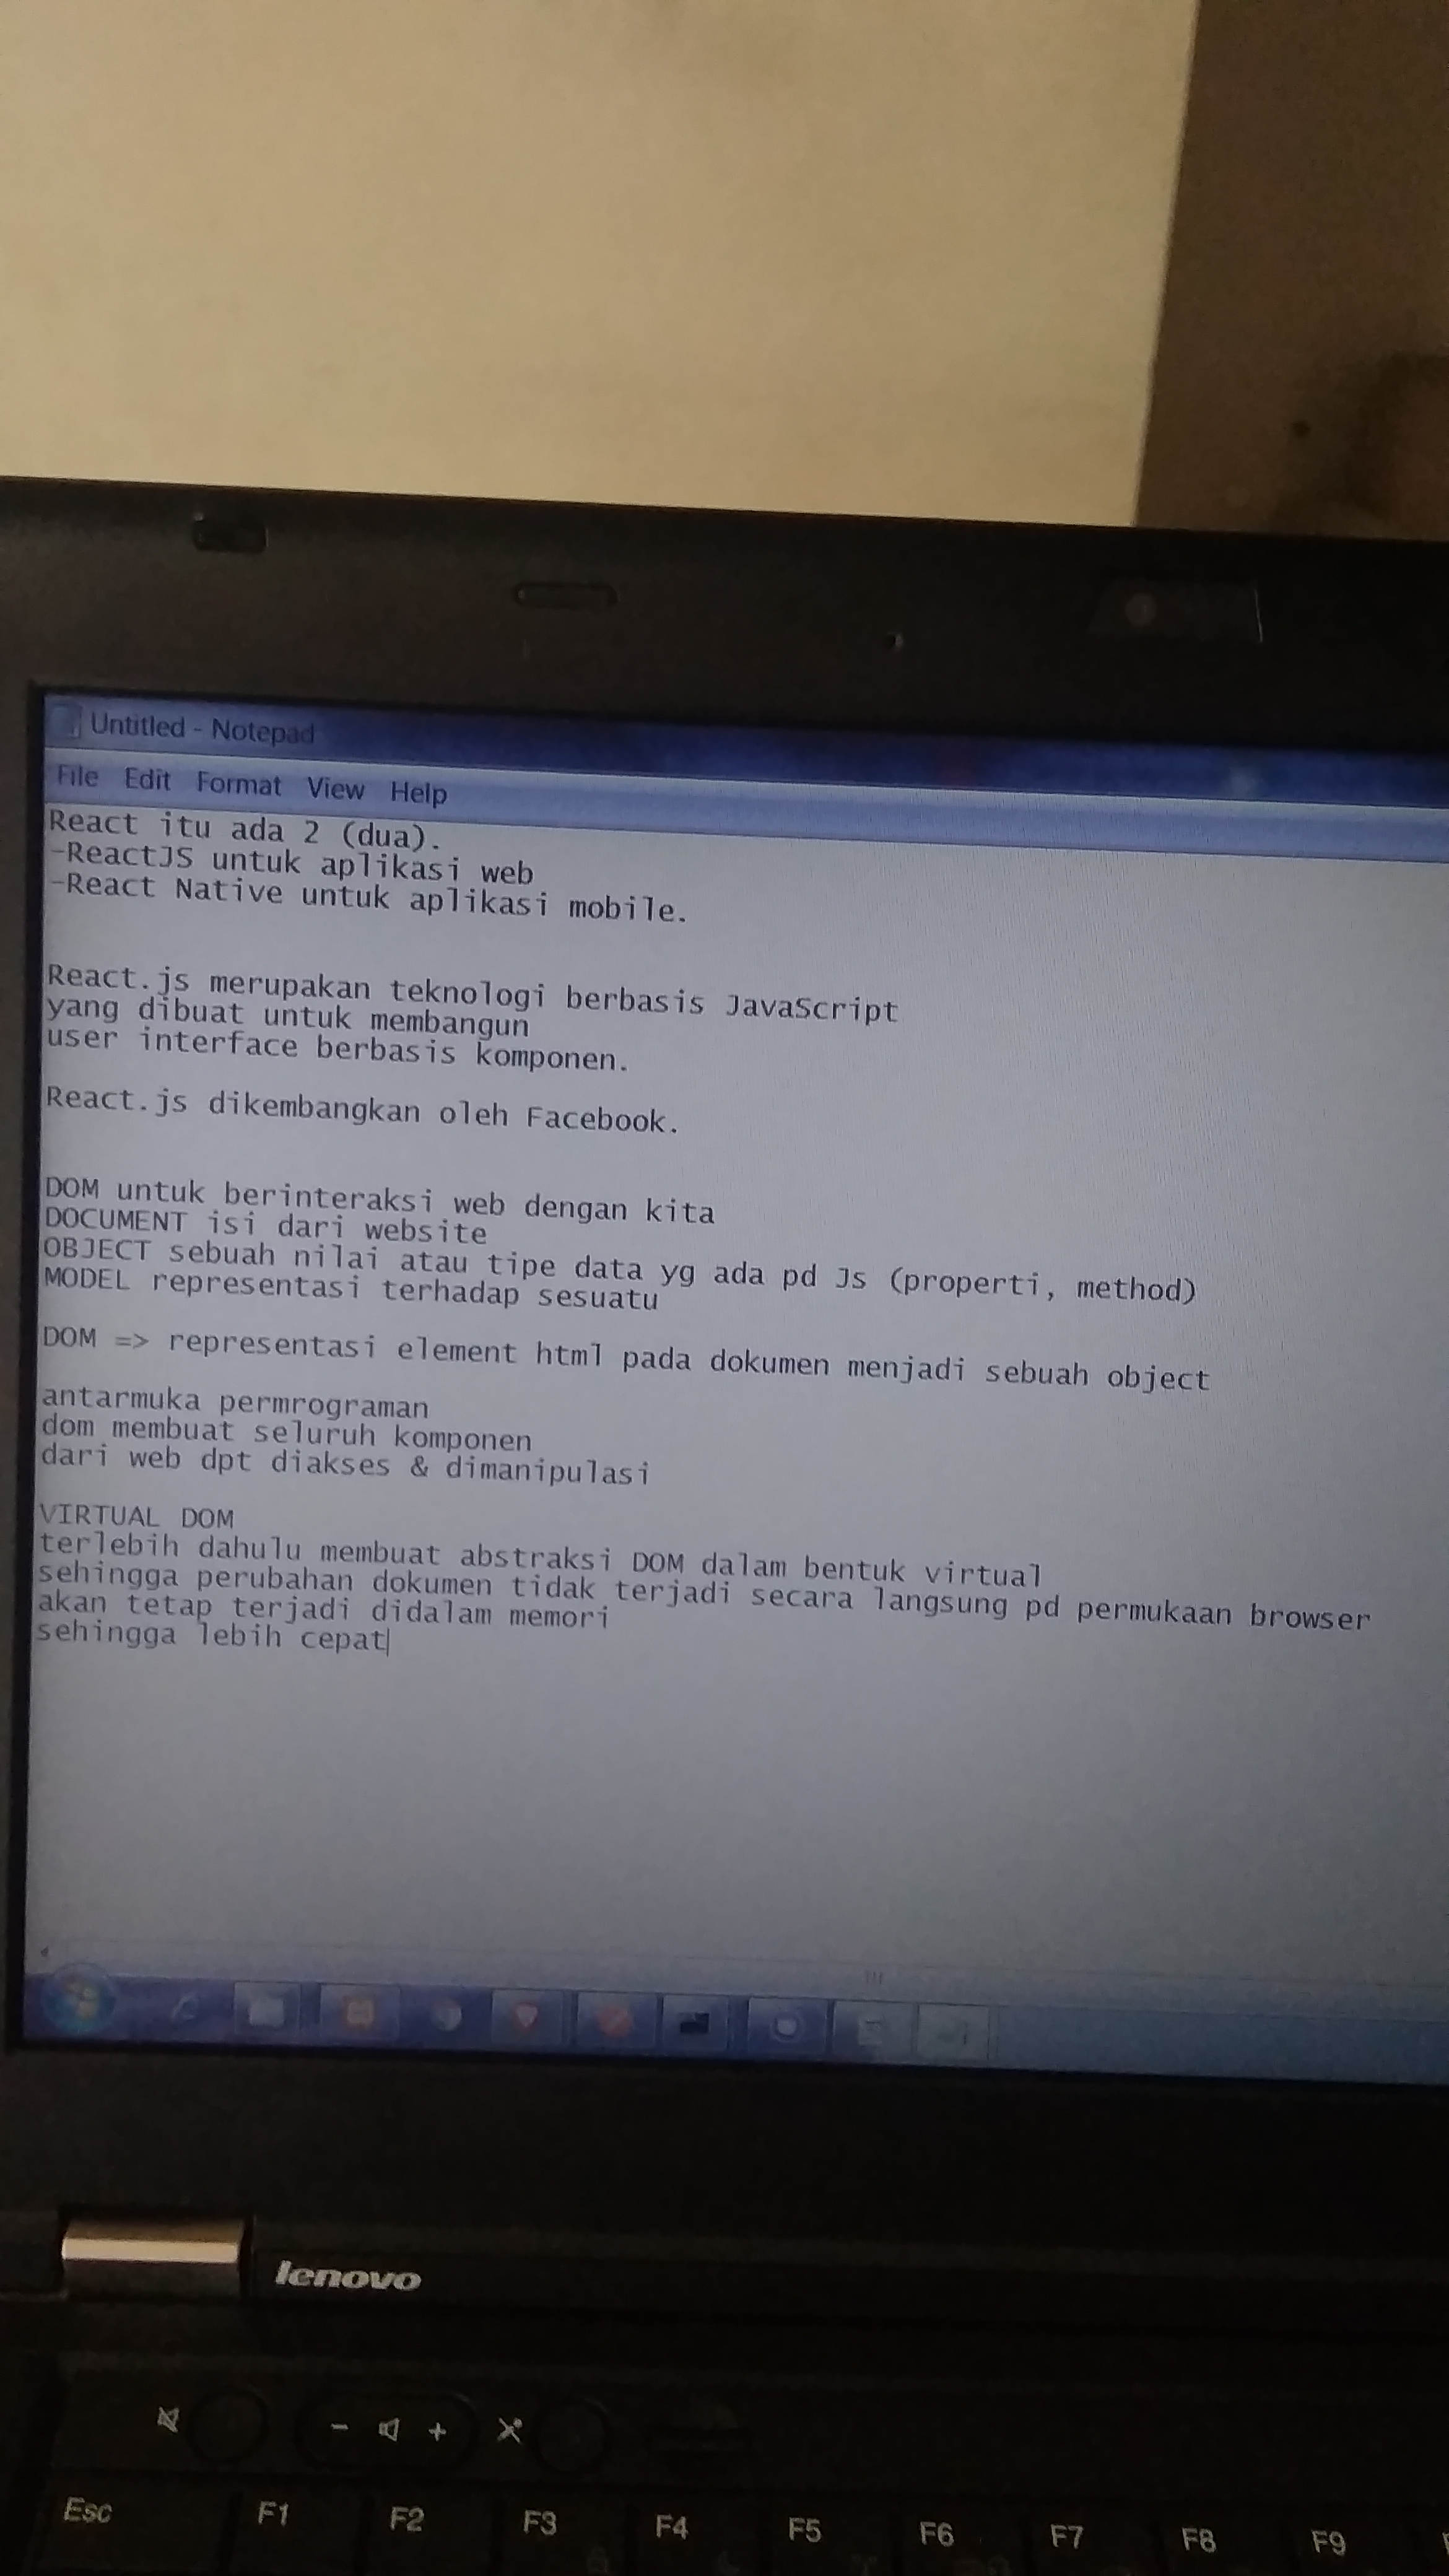 Untitled - Notepad
File Edit Format View Help
React itu ada 2 (dua).
-ReactJS untuk aplikasi web
-React Native untuk aplikasi mobile.
React.js merupakan teknologi berbasis JavaScript
yang dibuat untuk membangun
user interface berbasis komponen.
React.js dikembangkan oleh Facebook.
DOM untuk berinteraksi web dengan kita
DOCUMENT isi dari website
OBJECT sebuah nilai atau tipe data yg ada pd Js (properti, method)
MODEL representasi terhadap sesuatu
DOM => representasi element html pada dokumen menjadi sebuah object
antarmuka permrograman
dom membuat seluruh komponen
dari web dpt diakses & dimanipulasi
VIRTUAL DOM
terlebih dahulu membuat abstraksi DOM dalam bentuk virtual
sehingga perubahan dokumen tidak terjadi secara langsung pd permukaan browser
akan tetap terjadi didalam memori
sehingga lebih cepat
lenovo
- +
Esc F1 F2 F3 F4 F5 F6 F7 F8 F9